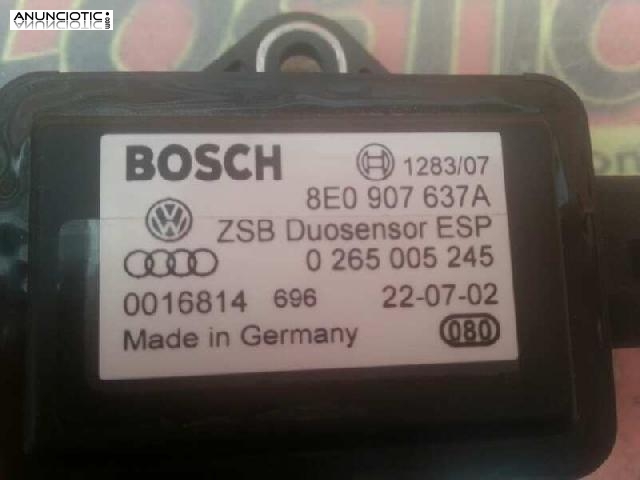 ANUNCIOTIC
BOSCH 1283/07
8E0 907 637A
ZSB Duosensor ESP
0 265 005 245
0016814 696 22-07-02
Made in Germany 080